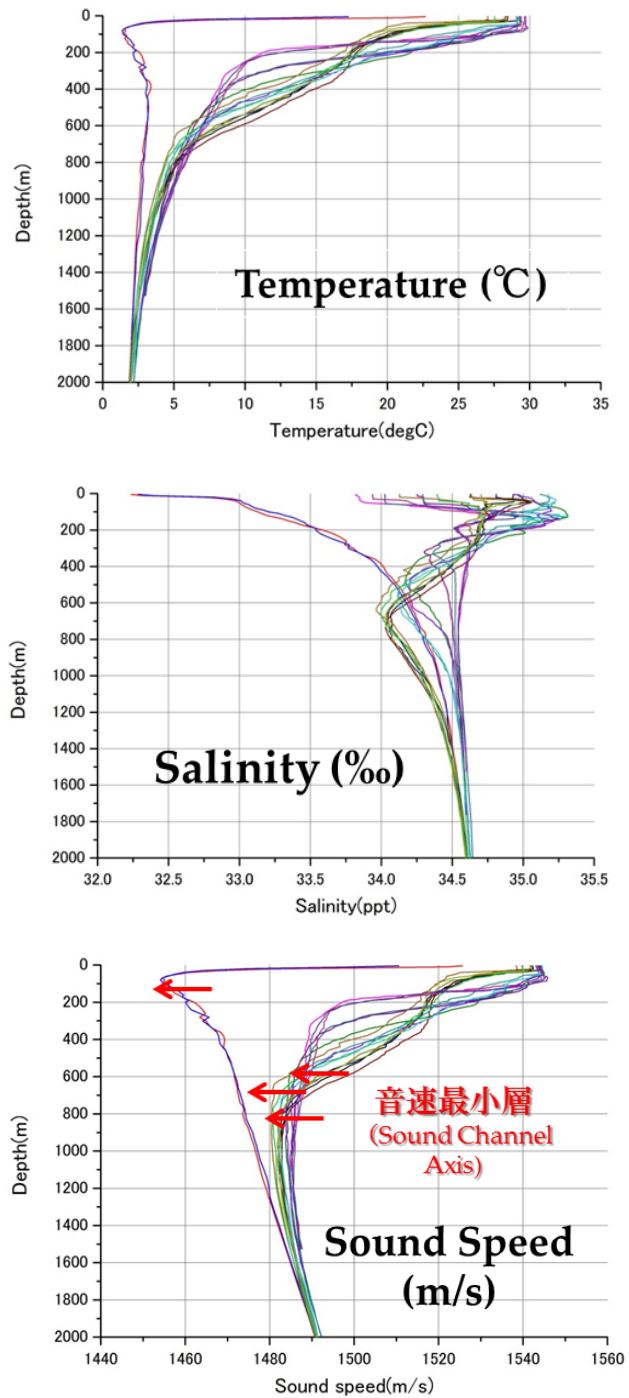 0
200
400
600
800
1000
1200
1400
1600
1800
2000
Depth(m)
Temperature (℃)
0 5 10 15 20 25 30 35
Temperature(degC)
0
200
400
600
800
1000
1200
1400
1600
1800
2000
Depth(m)
Salinity (‰)
32.0 32.5 33.0 33.5 34.0 34.5 35.0 35.5
Salinity(ppt)
0
200
400
600
800
1000
1200
1400
1600
1800
2000
Depth(m)
音速最小層
(Sound Channel
Axis)
Sound Speed
(m/s)
1440 1460 1480 1500 1520 1540 1560
Sound speed(m/s)